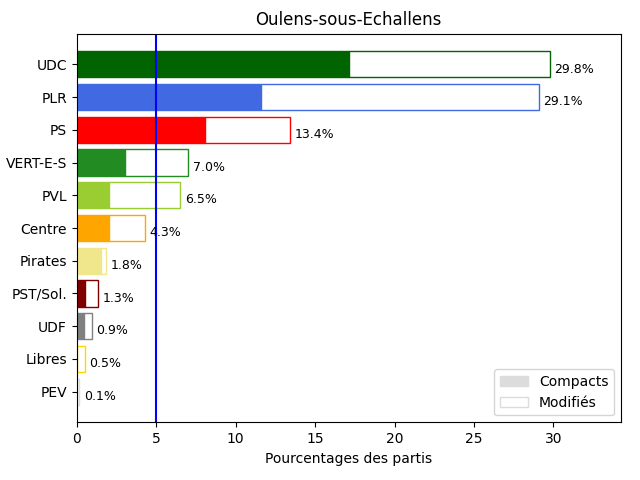 Oulens-sous-Echallens
UDC 29.8%
PLR 29.1%
PS 13.4%
VERT-E-S 7.0%
PVL 6.5%
Centre 4.3%
Pirates 1.8%
PST/Sol. 1.3%
UDF 0.9%
Libres 0.5%
PEV 0.1%
Compacts
Modifiés
0 5 10 15 20 25 30
Pourcentages des partis